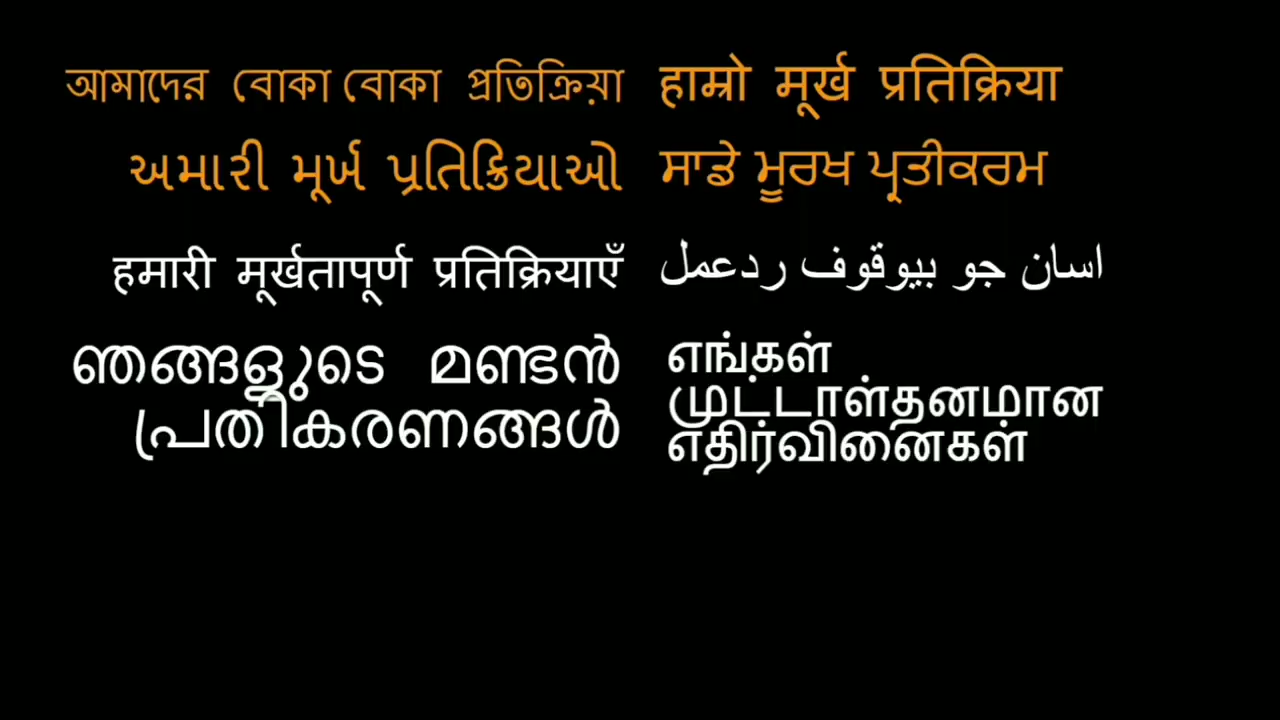 আমাদের বোকা বোকা প্রতিক্রিয়া
हाम्रो मूर्ख प्रतिक्रिया
અમારી મૂર્ખ પ્રતિક્રિયાઓ
ਸਾਡੇ ਮੂਰਖ ਪ੍ਰਤੀਕਰਮ
हमारी मूर्खतापूर्ण प्रतिक्रियाएँ
اسان جو بيوقوف ردعمل
ഞങ്ങളുടെ മണ്ടൻ
പ്രതികരണങ്ങൾ
எங்கள்
முட்டாள்தனமான
எதிர்வினைகள்